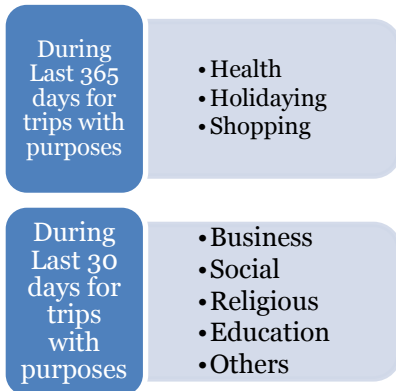 During
Last 365
days for
trips with
purposes
•Health
•Holidaying
•Shopping
During
Last 30
days for
trips
with
purposes
•Business
•Social
•Religious
•Education
•Others